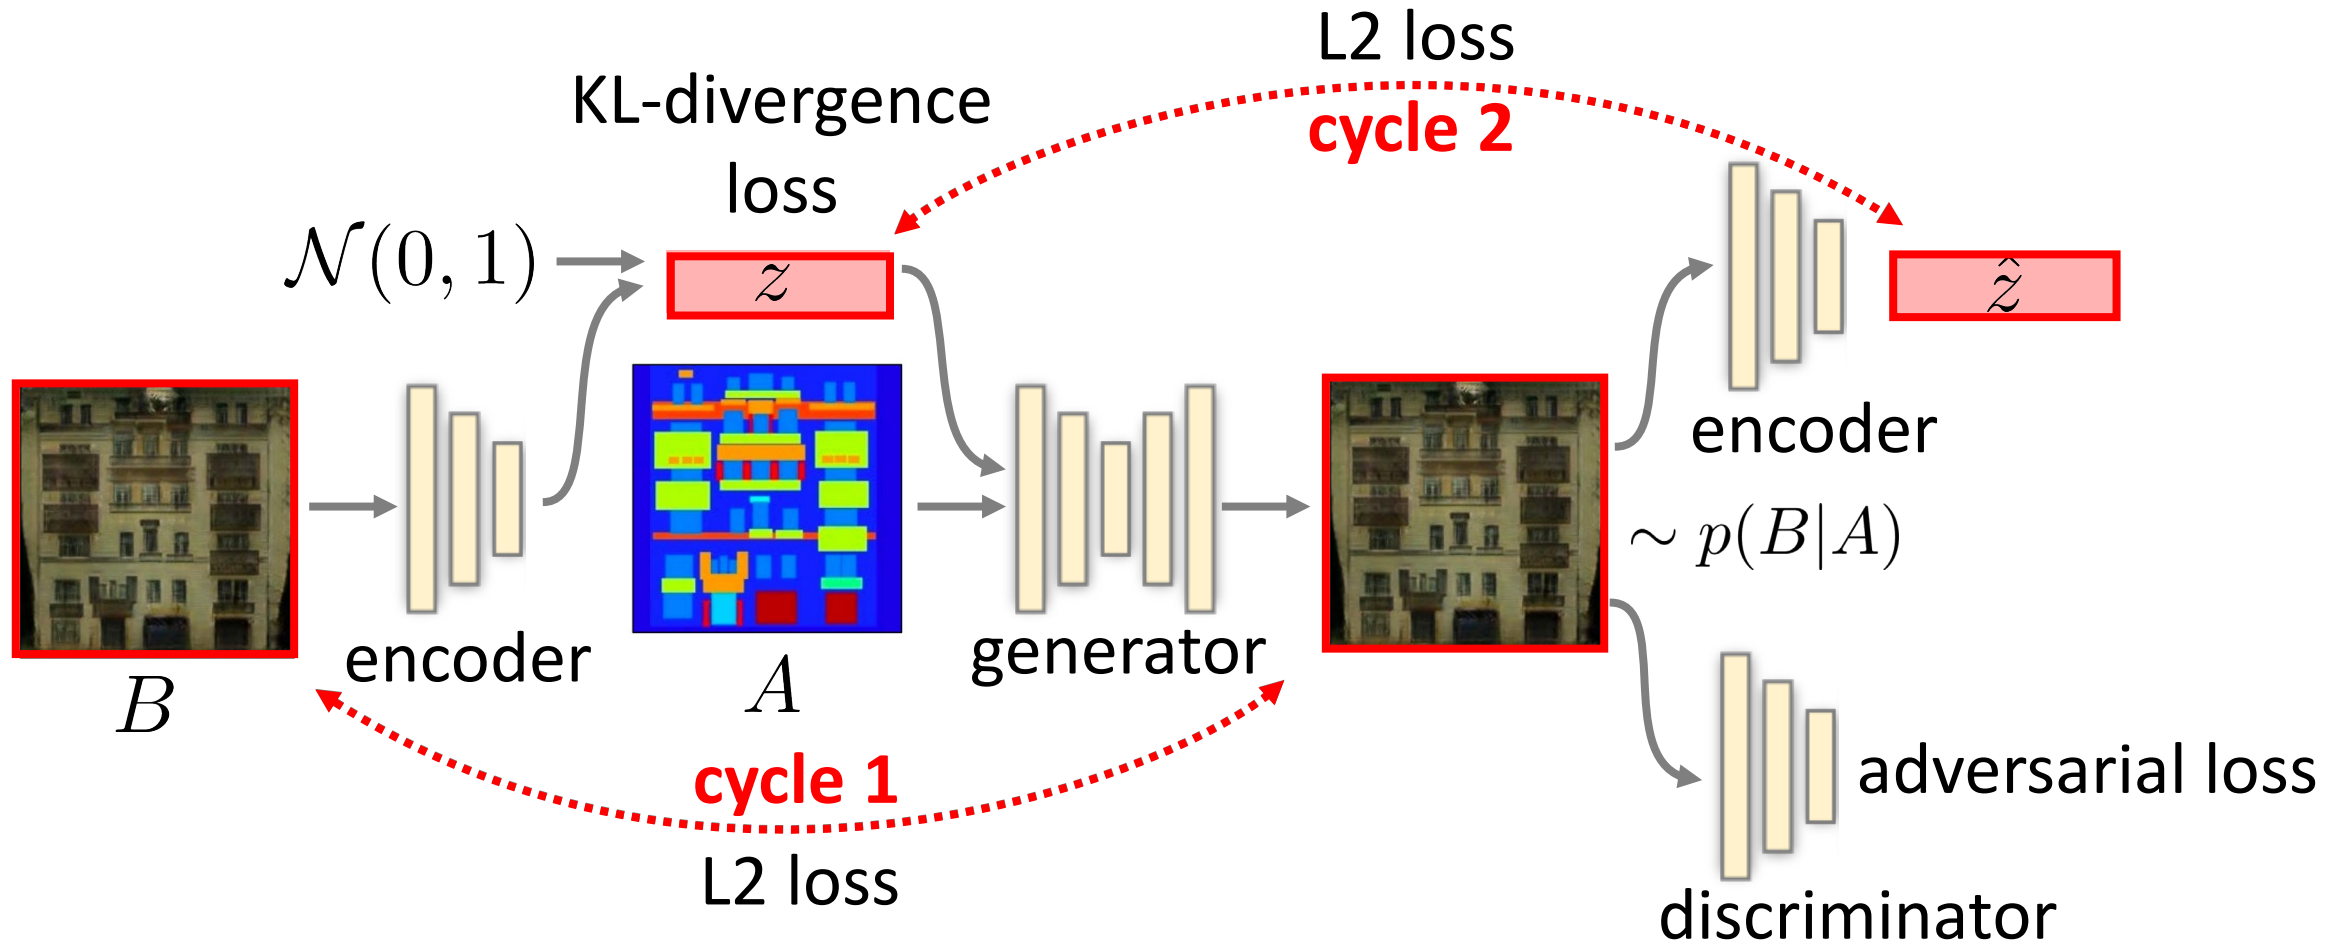 L2 loss
cycle 2
KL-divergence
loss
𝒩(0, 1)
z
ẑ
encoder
encoder
B
A
generator
∼ p(B|A)
cycle 1
L2 loss
adversarial loss
discriminator